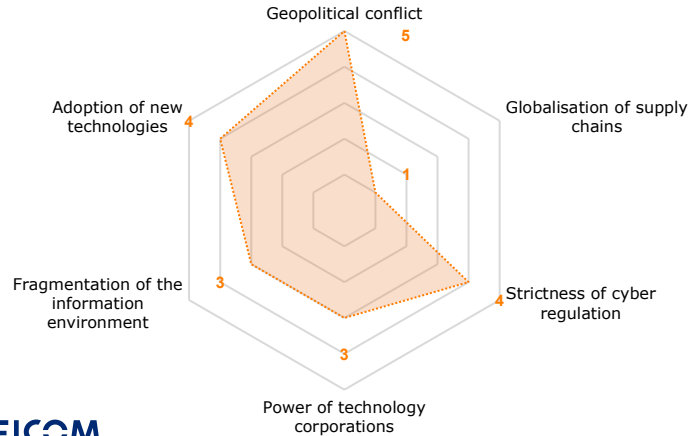 Geopolitical conflict
5
Adoption of new
technologies
4
Globalisation of supply
chains
1
Fragmentation of the
information
environment
3
Strictness of cyber
regulation
4
3
Power of technology
corporations